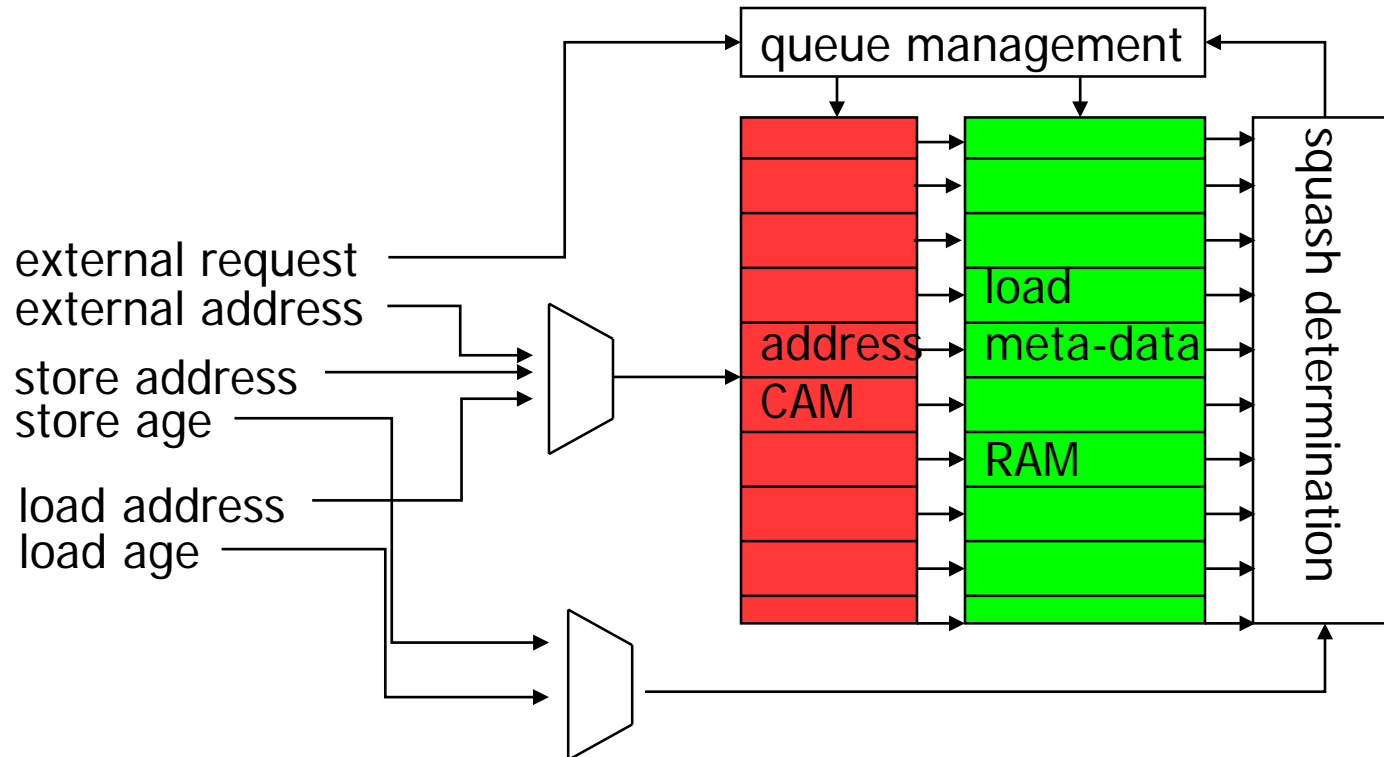 queue management
external request
external address
store address
store age
load address
load age
address
CAM
load
meta-data
RAM
squash determination